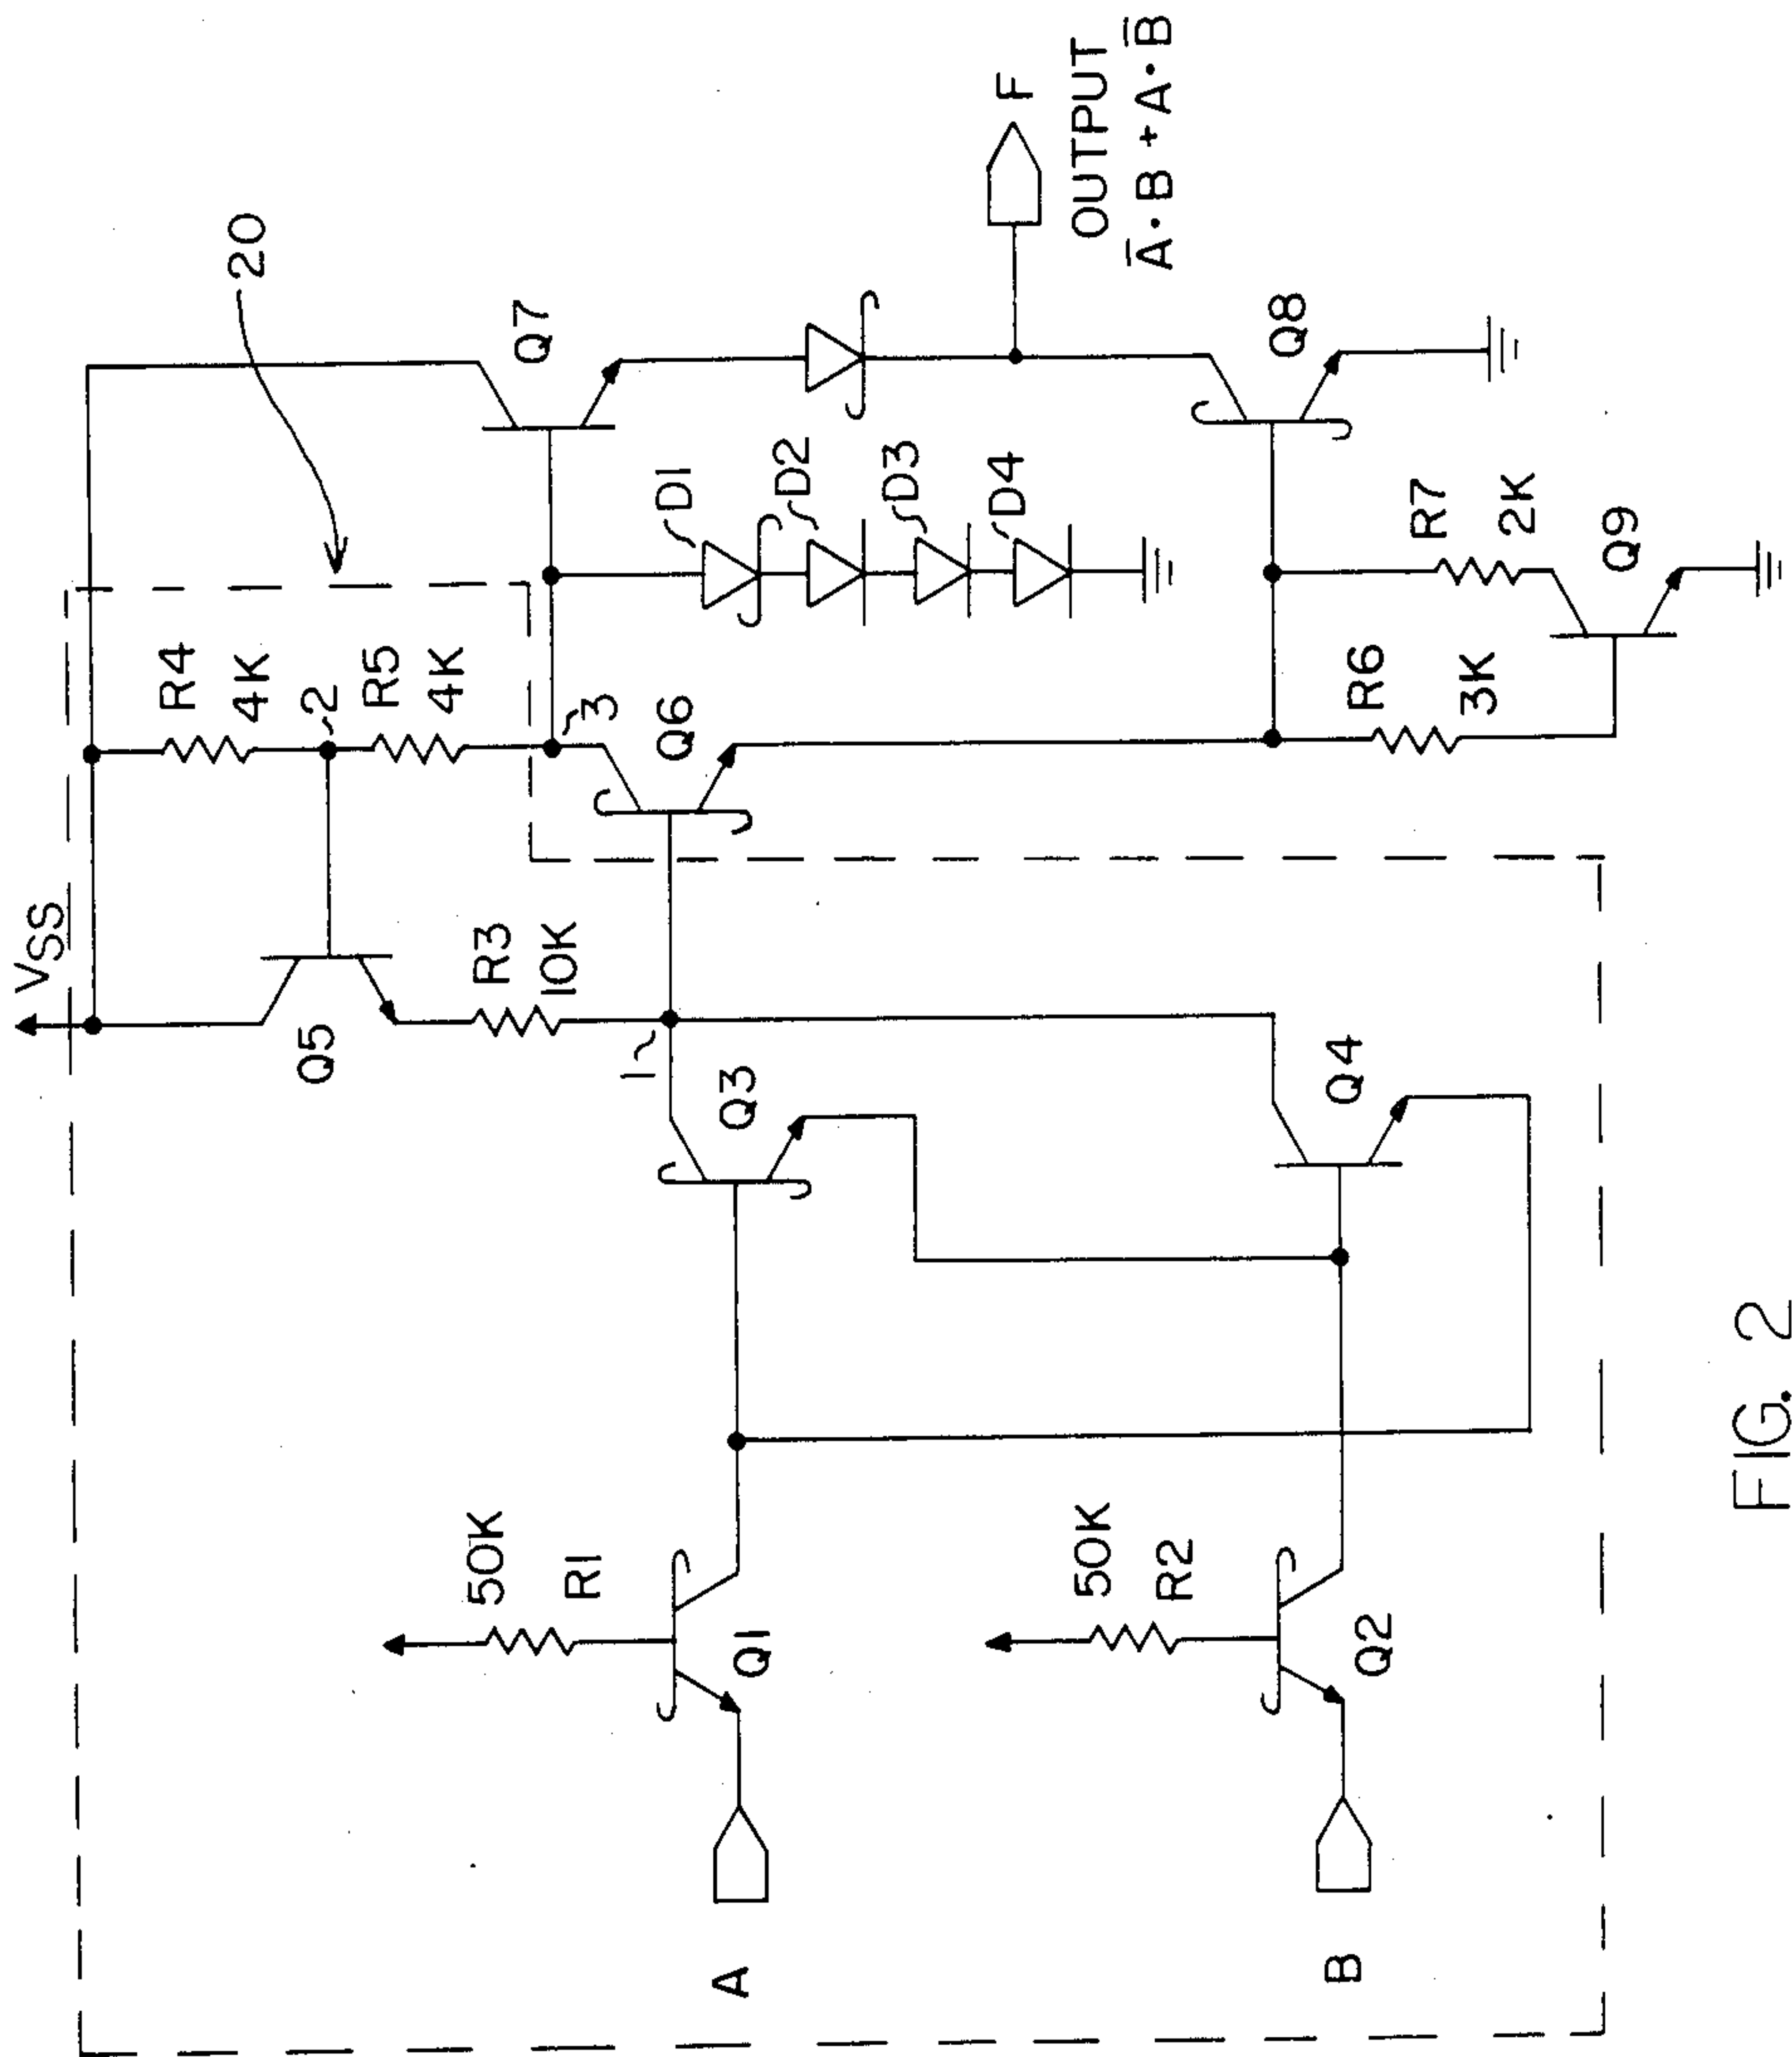 VSS
20
R4
4K
2
R5
4K
Q5
R3
10K
1
3
Q6
Q7
D1
D2
D3
D4
F
OUTPUT
A̅·B + A·B̅
50K
R1
Q1
A
Q3
50K
R2
Q2
B
Q4
R6
3K
R7
2K
Q8
Q9
FIG. 2